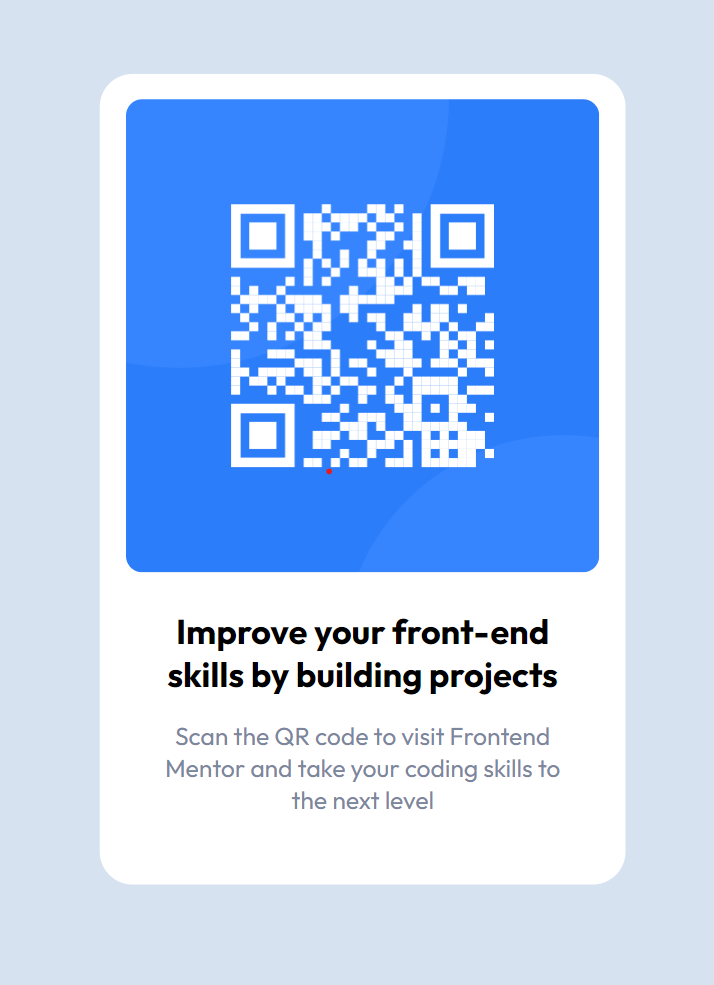 Improve your front-end
skills by building projects
Scan the QR code to visit Frontend
Mentor and take your coding skills to
the next level